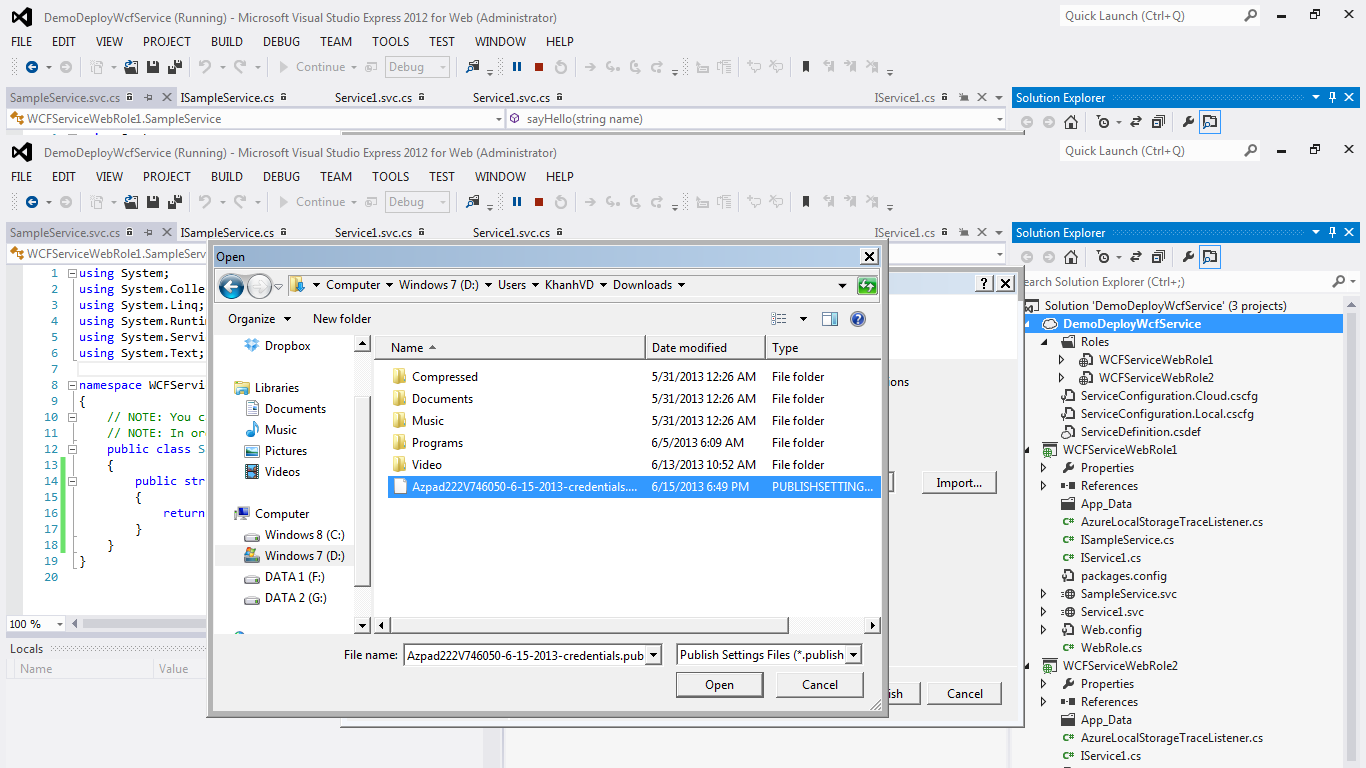 DemoDeployWcfService (Running) - Microsoft Visual Studio Express 2012 for Web (Administrator)
Quick Launch (Ctrl+Q)
FILE EDIT VIEW PROJECT BUILD DEBUG TEAM TOOLS TEST WINDOW HELP
Continue Debug
SampleService.svc.cs ISampleService.cs Service1.svc.cs Service1.svc.cs IService1.cs Solution Explorer
WCFServiceWebRole1.SampleService sayHello(string name)
DemoDeployWcfService (Running) - Microsoft Visual Studio Express 2012 for Web (Administrator)
Quick Launch (Ctrl+Q)
FILE EDIT VIEW PROJECT BUILD DEBUG TEAM TOOLS TEST WINDOW HELP
Continue Debug
SampleService.svc.cs ISampleService.cs Service1.svc.cs Service1.svc.cs IService1.cs Solution Explorer
WCFServiceWebRole1.SampleServ
1 using System;
2 using System.Colle
3 using System.Linq;
4 using System.Runtim
5 using System.Servi
6 using System.Text;
7
8 namespace WCFServi
9 {
10 // NOTE: You c
11 // NOTE: In or
12 public class S
13 {
14 public str
15 {
16 return
17 }
18 }
19 }
20
100 %
Locals
Name Value
Open
Computer Windows 7 (D:) Users KhanhVD Downloads
Organize New folder
Dropbox
Libraries
Documents
Music
Pictures
Videos
Computer
Windows 8 (C:)
Windows 7 (D:)
DATA 1 (F:)
DATA 2 (G:)
Name Date modified Type
Compressed 5/31/2013 12:26 AM File folder
Documents 5/31/2013 12:26 AM File folder
Music 5/31/2013 12:26 AM File folder
Programs 6/5/2013 6:09 AM File folder
Video 6/13/2013 10:52 AM File folder
Azpad222V746050-6-15-2013-credentials.... 6/15/2013 6:49 PM PUBLISHSETTING...
File name: Azpad222V746050-6-15-2013-credentials.pub Publish Settings Files (*.publish
Open Cancel
ons
Import...
ish Cancel
earch Solution Explorer (Ctrl+;)
Solution 'DemoDeployWcfService' (3 projects)
DemoDeployWcfService
Roles
WCFServiceWebRole1
WCFServiceWebRole2
ServiceConfiguration.Cloud.cscfg
ServiceConfiguration.Local.cscfg
ServiceDefinition.csdef
WCFServiceWebRole1
Properties
References
App_Data
AzureLocalStorageTraceListener.cs
ISampleService.cs
IService1.cs
packages.config
SampleService.svc
Service1.svc
Web.config
WebRole.cs
WCFServiceWebRole2
Properties
References
App_Data
AzureLocalStorageTraceListener.cs
IService1.cs